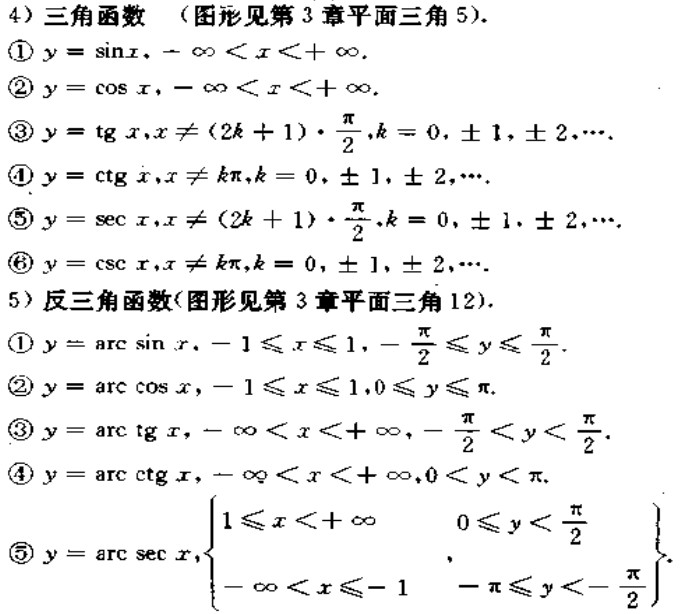 4）三角函数　（图形见第 3 章平面三角 5).
① y = sin x, − ∞ < x < + ∞.
② y = cos x, − ∞ < x < + ∞.
③ y = tg x, x ≠ (2k + 1) · π/2, k = 0, ± 1, ± 2, ….
④ y = ctg x, x ≠ kπ, k = 0, ± 1, ± 2, ….
⑤ y = sec x, x ≠ (2k + 1) · π/2, k = 0, ± 1, ± 2, ….
⑥ y = csc x, x ≠ kπ, k = 0, ± 1, ± 2, ….
5）反三角函数(图形见第 3 章平面三角 12).
① y = arc sin x, − 1 ⩽ x ⩽ 1, − π/2 ⩽ y ⩽ π/2.
② y = arc cos x, − 1 ⩽ x ⩽ 1, 0 ⩽ y ⩽ π.
③ y = arc tg x, − ∞ < x < + ∞, − π/2 < y < π/2.
④ y = arc ctg x, − ∞ < x < + ∞, 0 < y < π.
⑤ y = arc sec x, { 1 ⩽ x < + ∞　0 ⩽ y < π/2 ,
− ∞ < x ⩽ − 1　− π ⩽ y < − π/2 }.